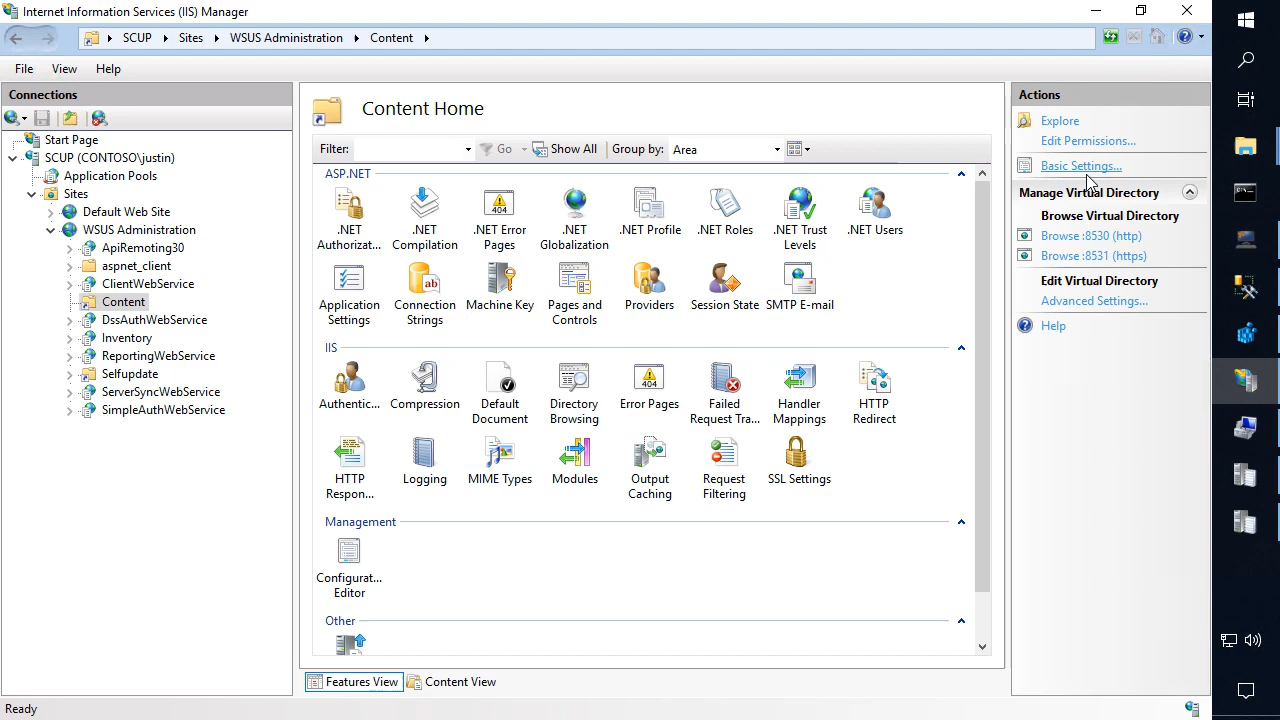 Internet Information Services (IIS) Manager
SCUP
Sites
WSUS Administration
Content
File
View
Help
Connections
Start Page
SCUP (CONTOSO\justin)
Application Pools
Sites
Default Web Site
WSUS Administration
ApiRemoting30
aspnet_client
ClientWebService
Content
DssAuthWebService
Inventory
ReportingWebService
Selfupdate
ServerSyncWebService
SimpleAuthWebService
Content Home
Filter:
Go
Show All
Group by:
Area
ASP.NET
.NET Authorizat...
.NET Compilation
.NET Error Pages
.NET Globalization
.NET Profile
.NET Roles
.NET Trust Levels
.NET Users
Application Settings
Connection Strings
Machine Key
Pages and Controls
Providers
Session State
SMTP E-mail
IIS
Authentic...
Compression
Default Document
Directory Browsing
Error Pages
Failed Request Tra...
Handler Mappings
HTTP Redirect
HTTP Respon...
Logging
MIME Types
Modules
Output Caching
Request Filtering
SSL Settings
Management
Configurat... Editor
Other
Features View
Content View
Actions
Explore
Edit Permissions...
Basic Settings...
Manage Virtual Directory
Browse Virtual Directory
Browse :8530 (http)
Browse :8531 (https)
Edit Virtual Directory
Advanced Settings...
Help
Ready